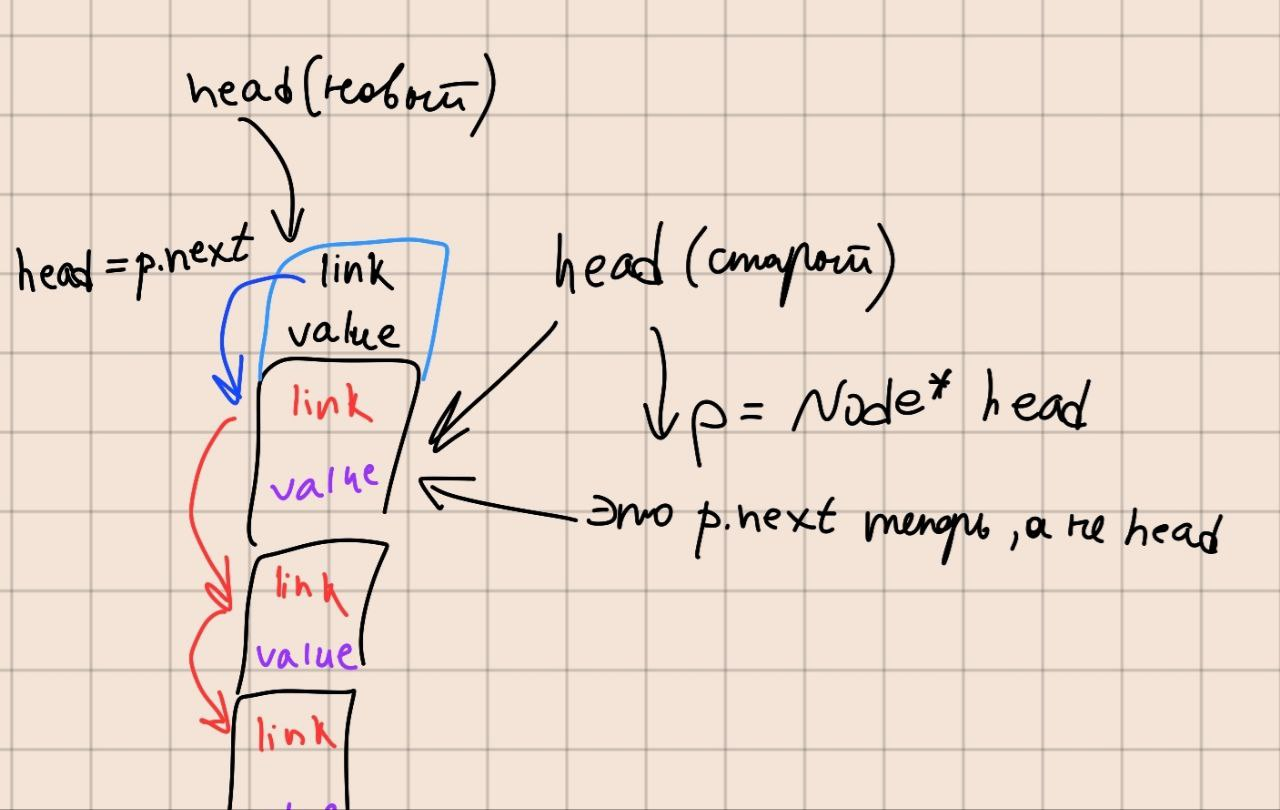 head (новый)
head = p.next
link
value
head (старый)
link
value
p = Node* head
Это p.next теперь, а не head
link
value
link